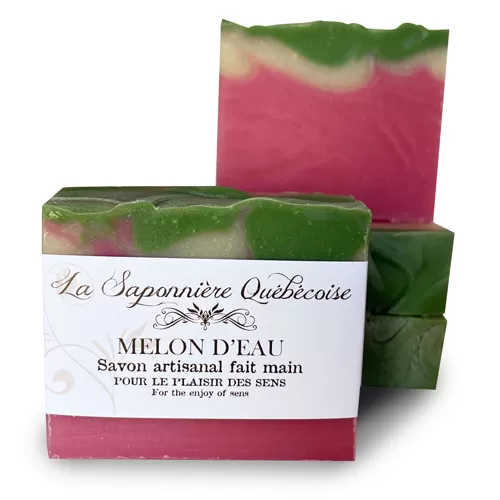 La Saponnière Québécoise
MELON D'EAU
Savon artisanal fait main
POUR LE PLAISIR DES SENS
For the enjoy of sens